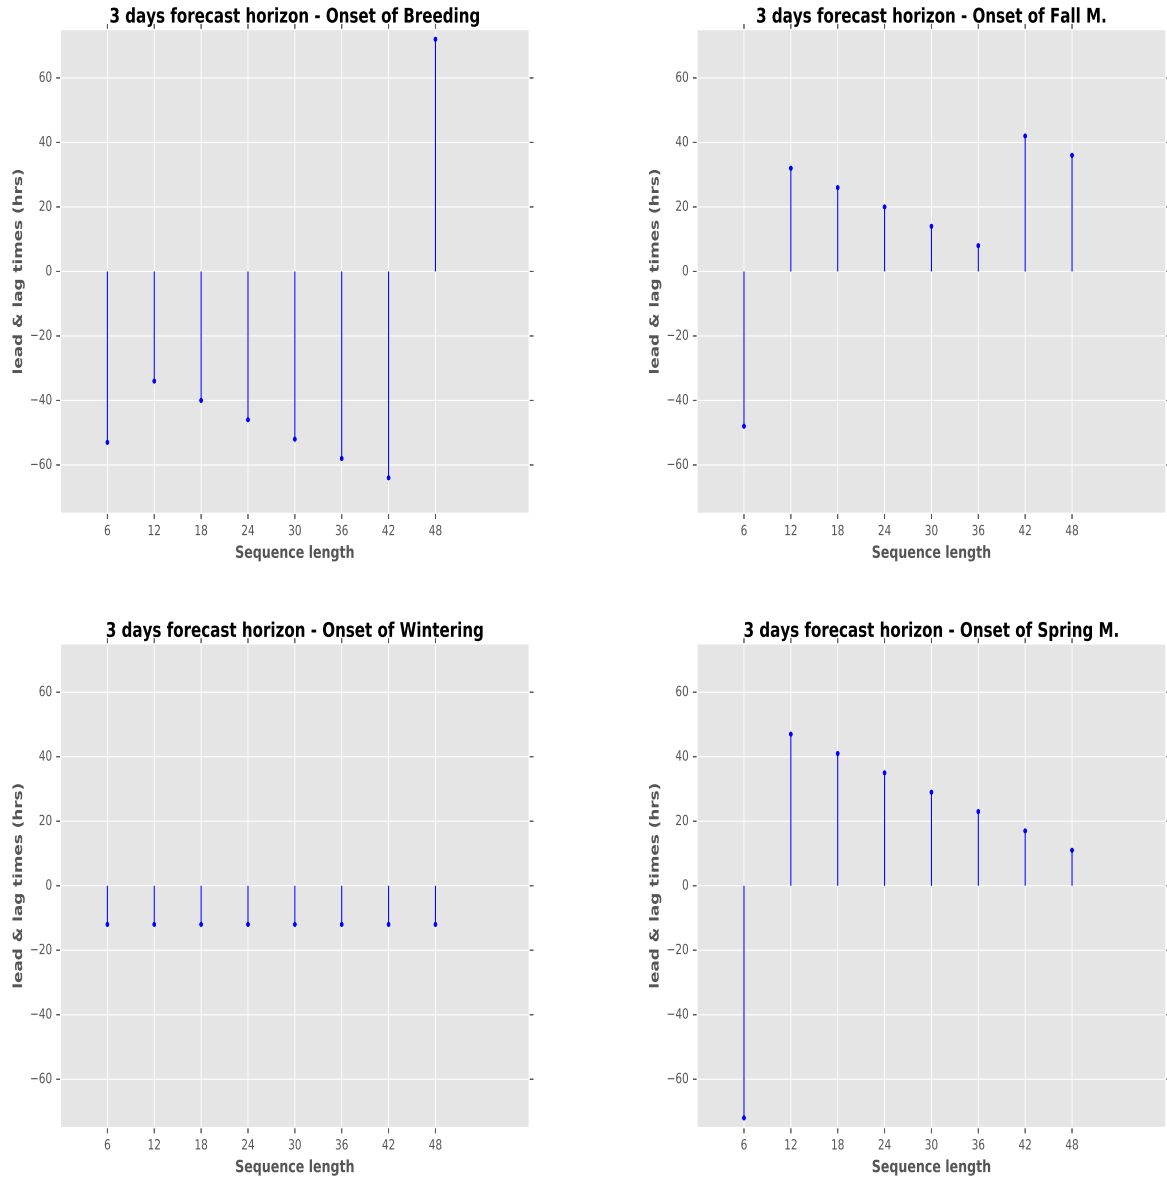 3 days forecast horizon - Onset of Breeding
60
40
20
0
−20
−40
−60
lead & lag times (hrs)
6 12 18 24 30 36 42 48
Sequence length
3 days forecast horizon - Onset of Fall M.
60
40
20
0
−20
−40
−60
lead & lag times (hrs)
6 12 18 24 30 36 42 48
Sequence length
3 days forecast horizon - Onset of Wintering
60
40
20
0
−20
−40
−60
lead & lag times (hrs)
6 12 18 24 30 36 42 48
Sequence length
3 days forecast horizon - Onset of Spring M.
60
40
20
0
−20
−40
−60
lead & lag times (hrs)
6 12 18 24 30 36 42 48
Sequence length